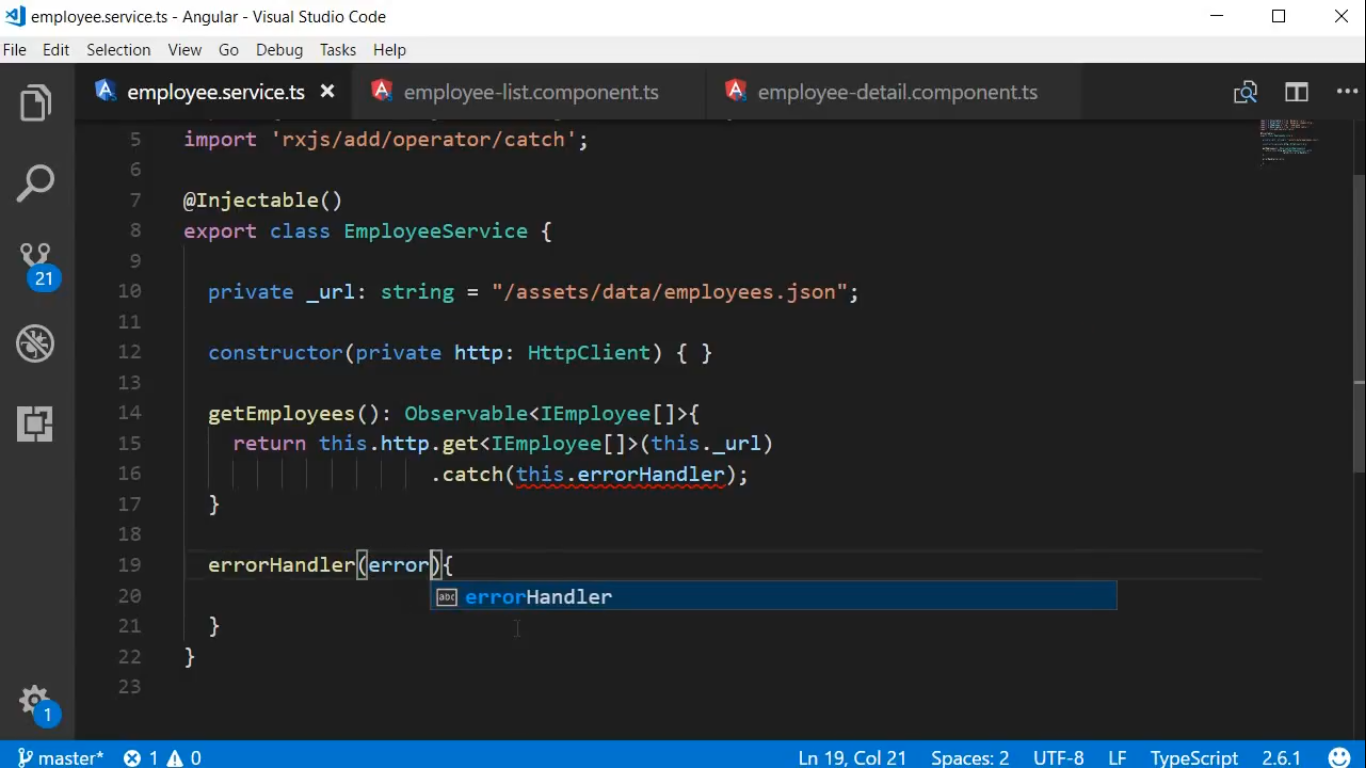 employee.service.ts - Angular - Visual Studio Code
File Edit Selection View Go Debug Tasks Help
employee.service.ts employee-list.component.ts employee-detail.component.ts
5 import 'rxjs/add/operator/catch';
6
7 @Injectable()
8 export class EmployeeService {
9
10 private _url: string = "/assets/data/employees.json";
11
12 constructor(private http: HttpClient) { }
13
14 getEmployees(): Observable<IEmployee[]>{
15 return this.http.get<IEmployee[]>(this._url)
16 .catch(this.errorHandler);
17 }
18
19 errorHandler(error){
20 abc errorHandler
21 }
22 }
23
21
1
master* 1 0 Ln 19, Col 21 Spaces: 2 UTF-8 LF TypeScript 2.6.1